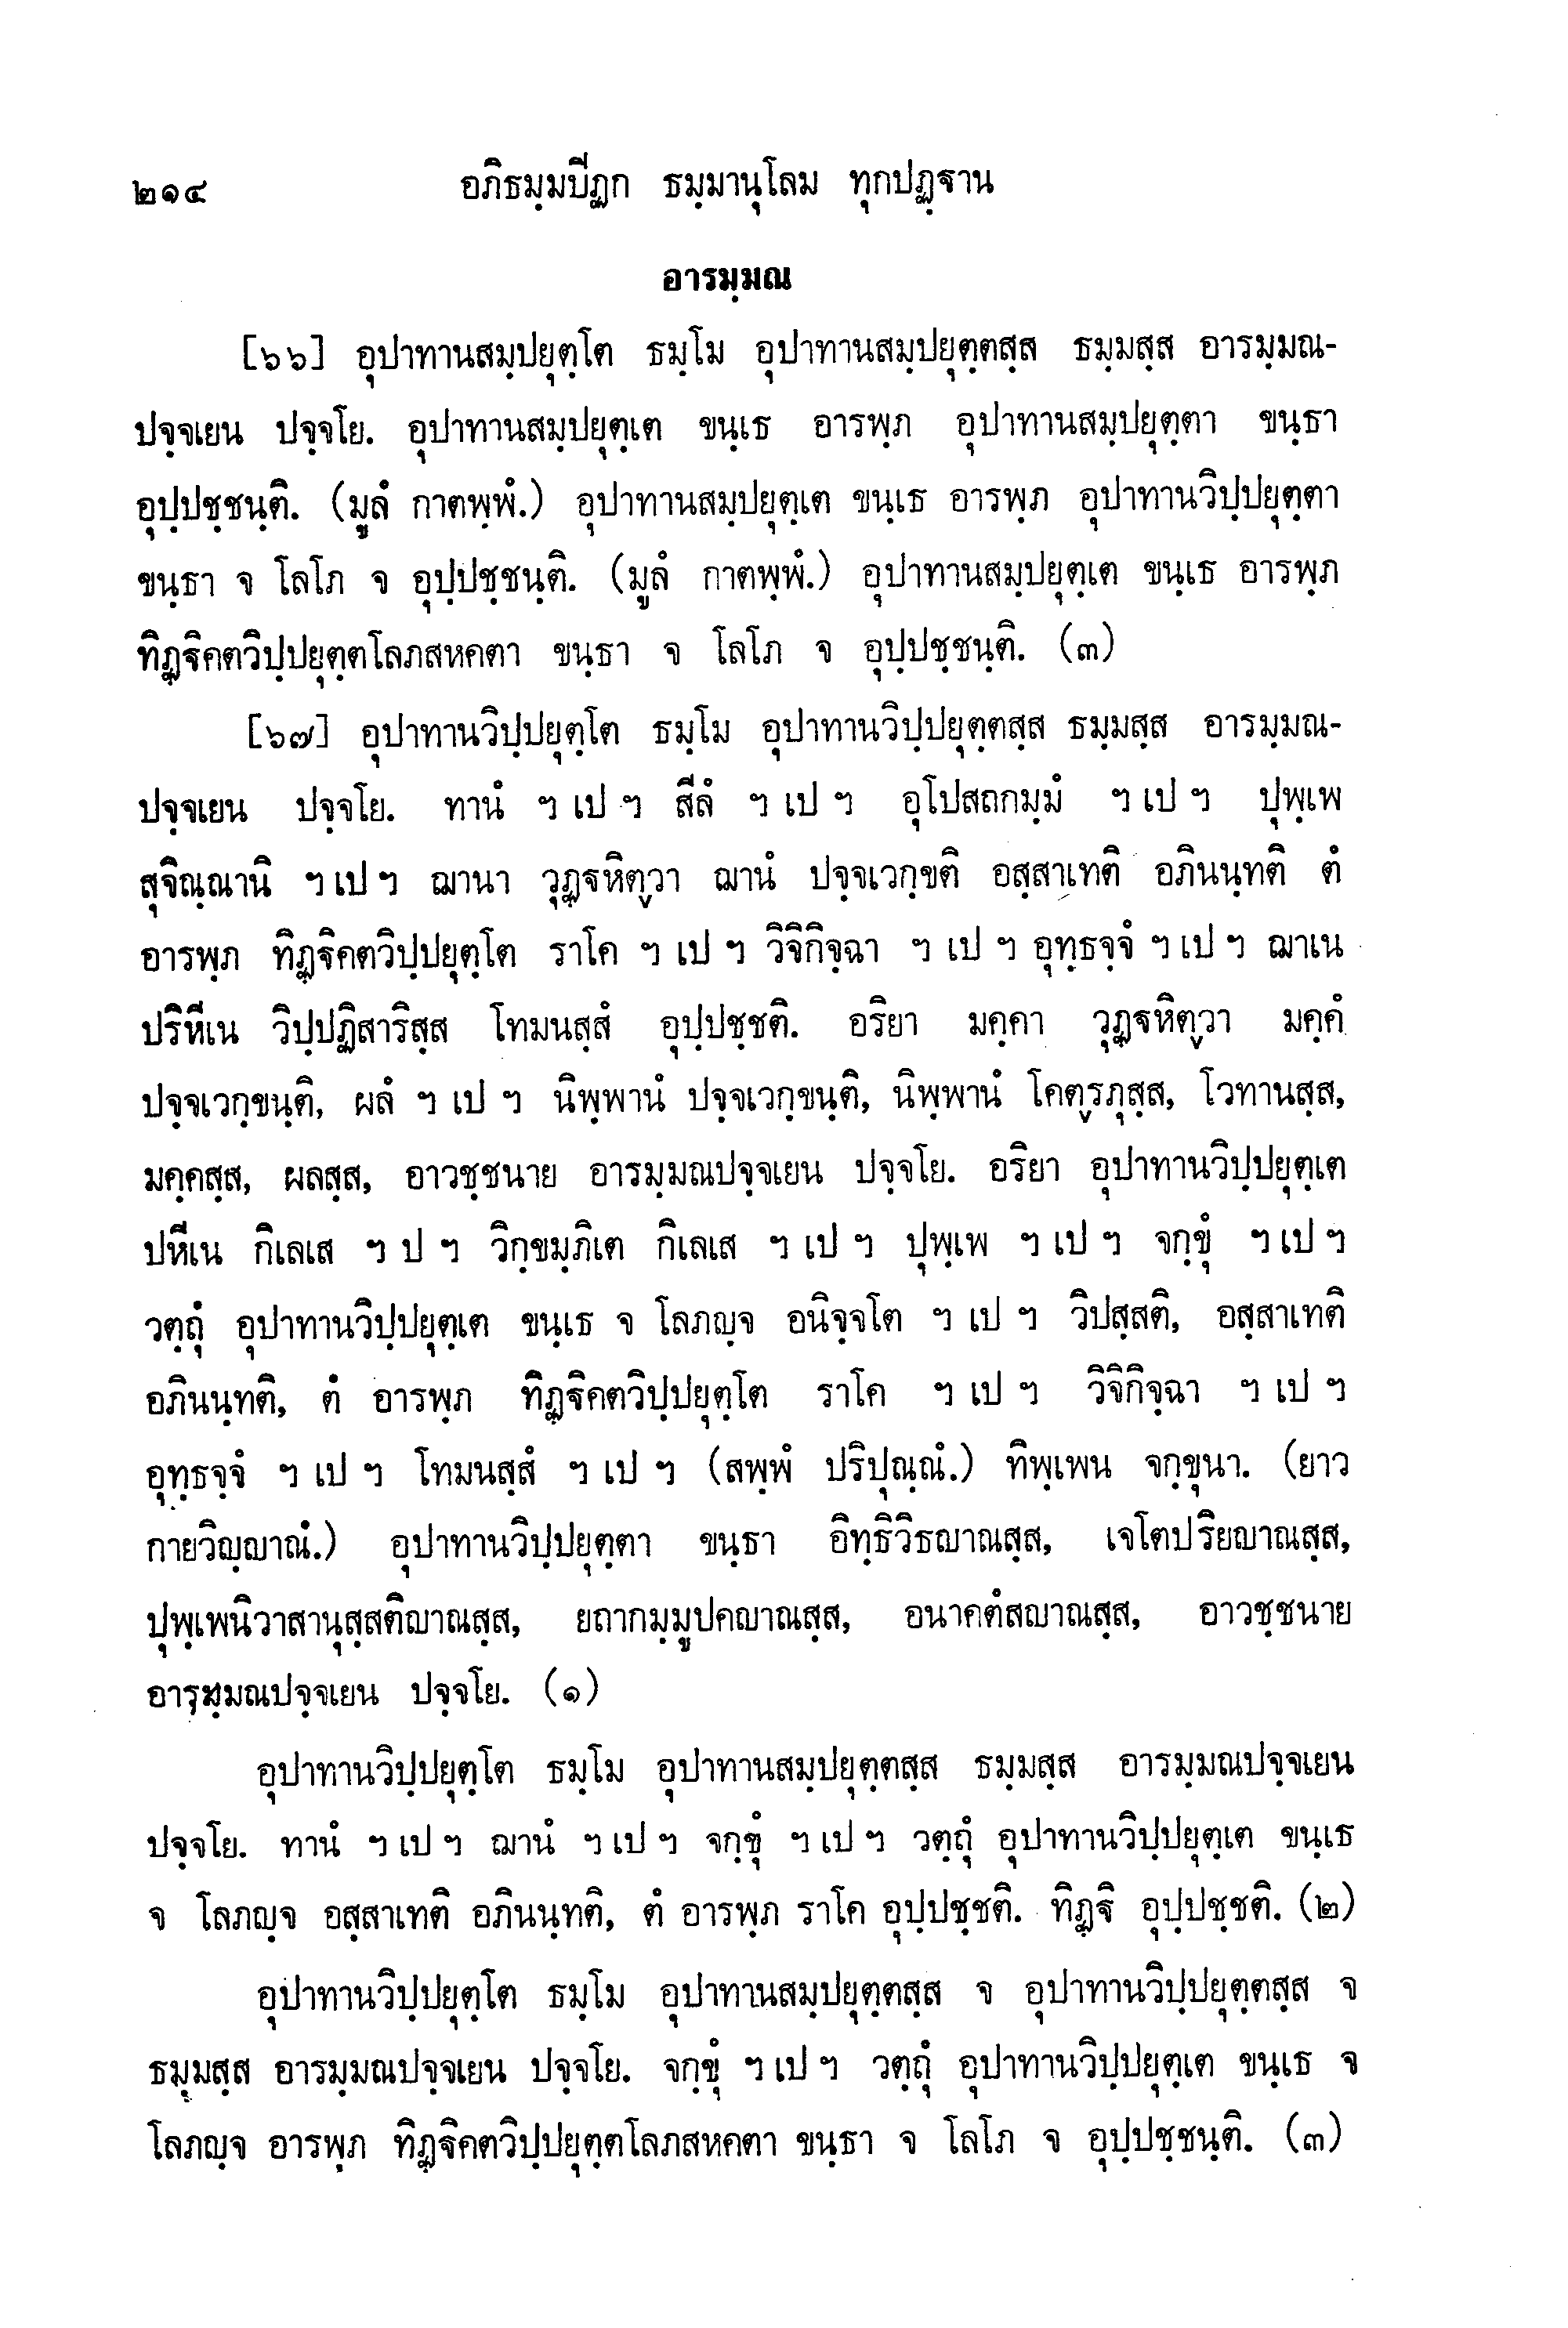 ๒๑๔ อภิธมฺมปีฏก ธมฺมานุโลม ทุกปฏฺฐาน
อารมฺมณ
[๖๖] อุปาทานสมฺปยุตฺโต ธมฺโม อุปาทานสมฺปยุตฺตสฺส ธมฺมสฺส อารมฺมณ-
ปจฺจเยน ปจฺจโย. อุปาทานสมฺปยุตฺเต ขนฺเธ อารพฺภ อุปาทานสมฺปยุตฺตา ขนฺธา
อุปฺปชฺชนฺติ. (มูลํ กาตพฺพํ.) อุปาทานสมฺปยุตฺเต ขนฺเธ อารพฺภ อุปาทานวิปฺปยุตฺตา
ขนฺธา จ โลโภ จ อุปฺปชฺชนฺติ. (มูลํ กาตพฺพํ.) อุปาทานสมฺปยุตฺเต ขนฺเธ อารพฺภ
ทิฏฺฐิคตวิปฺปยุตฺตโลภสหคตา ขนฺธา จ โลโภ จ อุปฺปชฺชนฺติ. (๓)
[๖๗] อุปาทานวิปฺปยุตฺโต ธมฺโม อุปาทานวิปฺปยุตฺตสฺส ธมฺมสฺส อารมฺมณ-
ปจฺจเยน ปจฺจโย. ทานํ ฯ เป ฯ สีลํ ฯ เป ฯ อุโปสถกมฺมํ ฯ เป ฯ ปุพฺเพ
สุจิณฺณานิ ฯ เป ฯ ฌานา วุฏฺฐหิตฺวา ฌานํ ปจฺจเวกฺขติ อสฺสาเทติ อภินนฺทติ ตํ
อารพฺภ ทิฏฺฐิคตวิปฺปยุตฺโต ราโค ฯ เป ฯ วิจิกิจฺฉา ฯ เป ฯ อุทฺธจฺจํ ฯ เป ฯ ฌาเน
ปริหีเน วิปฺปฏิสาริสฺส โทมนสฺสํ อุปฺปชฺชติ. อริยา มคฺคา วุฏฺฐหิตฺวา มคฺคํ
ปจฺจเวกฺขนฺติ, ผลํ ฯ เป ฯ นิพฺพานํ ปจฺจเวกฺขนฺติ, นิพฺพานํ โคตฺรภุสฺส, โวทานสฺส,
มคฺคสฺส, ผลสฺส, อาวชฺชนาย อารมฺมณปจฺจเยน ปจฺจโย. อริยา อุปาทานวิปฺปยุตฺเต
ปหีเน กิเลเส ฯ ป ฯ วิกฺขมฺภิเต กิเลเส ฯ เป ฯ ปุพฺเพ ฯ เป ฯ จกฺขุํ ฯ เป ฯ
วตฺถุํ อุปาทานวิปฺปยุตฺเต ขนฺเธ จ โลภญฺจ อนิจฺจโต ฯ เป ฯ วิปสฺสติ, อสฺสาเทติ
อภินนฺทติ, ตํ อารพฺภ ทิฏฺฐิคตวิปฺปยุตฺโต ราโค ฯ เป ฯ วิจิกิจฺฉา ฯ เป ฯ
อุทฺธจฺจํ ฯ เป ฯ โทมนสฺสํ ฯ เป ฯ (สพฺพํ ปริปุณฺณํ.) ทิพฺเพน จกฺขุนา. (ยาว
กายวิญฺญาณํ.) อุปาทานวิปฺปยุตฺตา ขนฺธา อิทฺธิวิธญาณสฺส, เจโตปริยญาณสฺส,
ปุพฺเพนิวาสานุสฺสติญาณสฺส, ยถากมฺมูปคญาณสฺส, อนาคตํสญาณสฺส, อาวชฺชนาย
อารมฺมณปจฺจเยน ปจฺจโย. (๑)
อุปาทานวิปฺปยุตฺโต ธมฺโม อุปาทานสมฺปยุตฺตสฺส ธมฺมสฺส อารมฺมณปจฺจเยน
ปจฺจโย. ทานํ ฯ เป ฯ ฌานํ ฯ เป ฯ จกฺขุํ ฯ เป ฯ วตฺถุํ อุปาทานวิปฺปยุตฺเต ขนฺเธ
จ โลภญฺจ อสฺสาเทติ อภินนฺทติ, ตํ อารพฺภ ราโค อุปฺปชฺชติ. ทิฏฺฐิ อุปฺปชฺชติ. (๒)
อุปาทานวิปฺปยุตฺโต ธมฺโม อุปาทานสมฺปยุตฺตสฺส จ อุปาทานวิปฺปยุตฺตสฺส จ
ธมฺมสฺส อารมฺมณปจฺจเยน ปจฺจโย. จกฺขุํ ฯ เป ฯ วตฺถุํ อุปาทานวิปฺปยุตฺเต ขนฺเธ จ
โลภญฺจ อารพฺภ ทิฏฺฐิคตวิปฺปยุตฺตโลภสหคตา ขนฺธา จ โลโภ จ อุปฺปชฺชนฺติ. (๓)